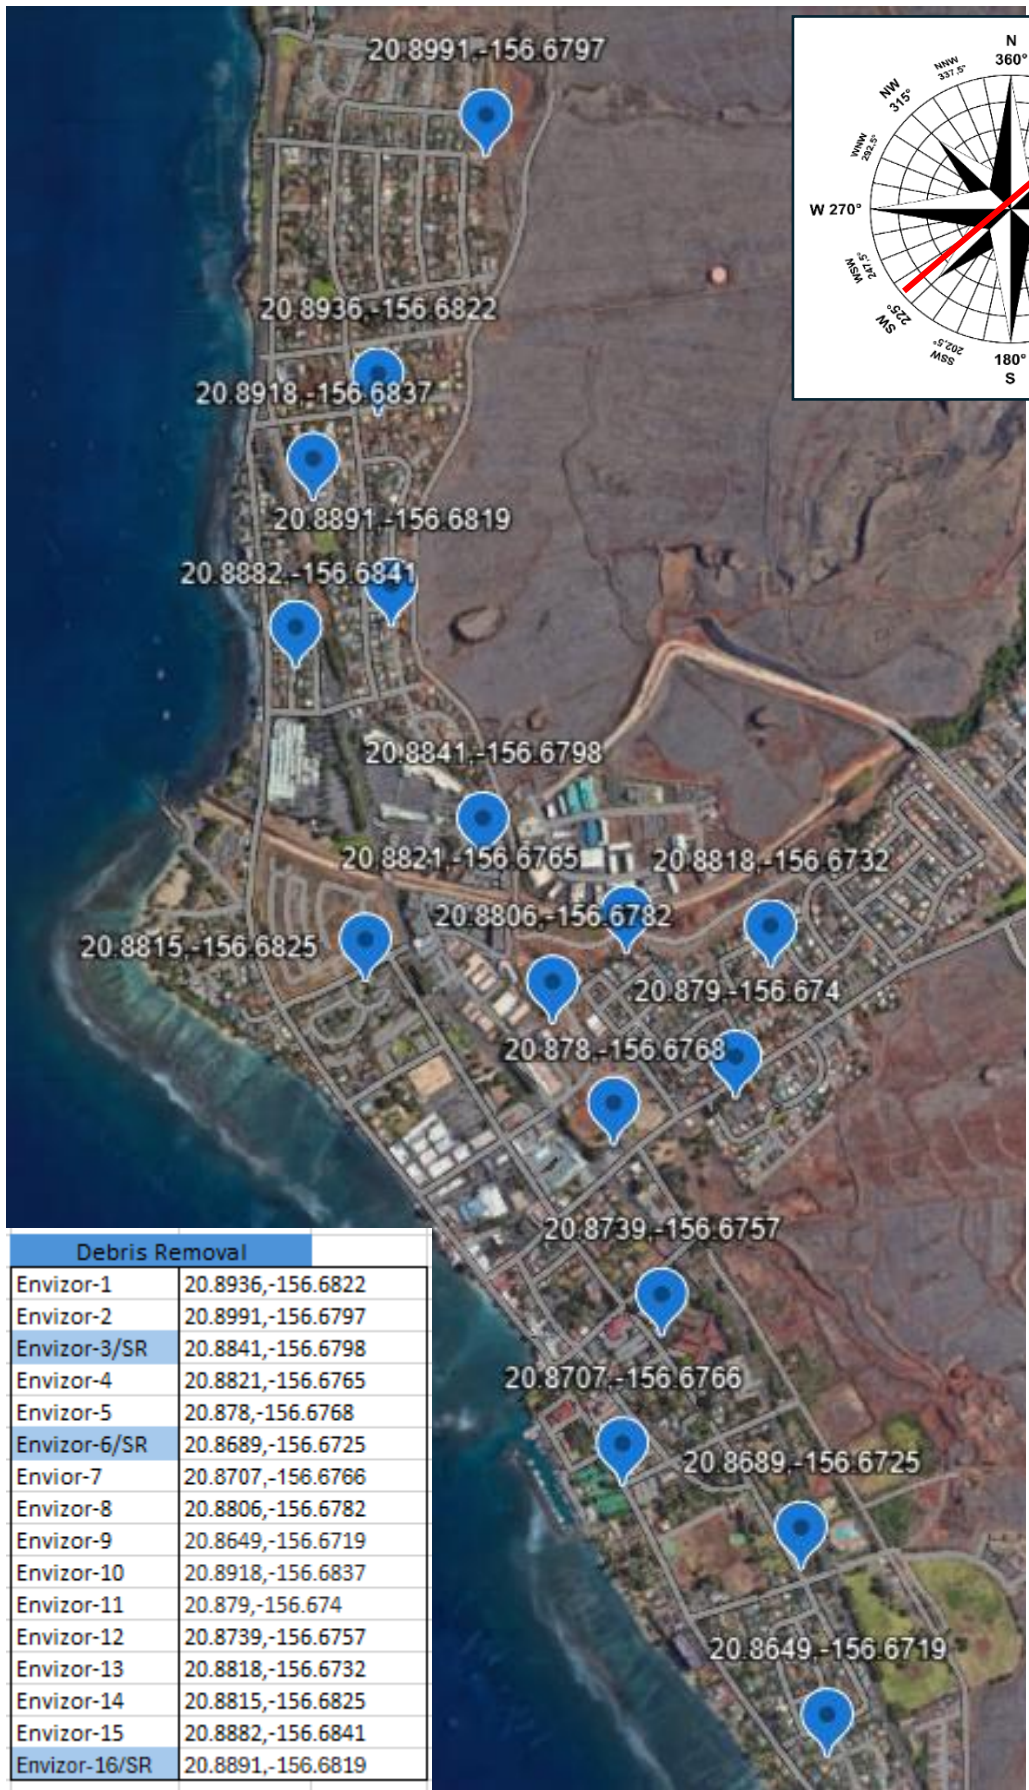 20.8991,-156.6797
N
360°
NNW
337,5°
NW
315°
WNW
292,5°
W 270°
WSW
247,5°
SW
225°
SSW
202,5°
180°
S
20.8936,-156.6822
20.8918,-156.6837
20.8891,-156.6819
20.8882,-156.6841
20.8841,-156.6798
20.8821,-156.6765
20.8818,-156.6732
20.8806,-156.6782
20.8815,-156.6825
20.879,-156.674
20.878,-156.6768
20.8739,-156.6757
20.8707,-156.6766
20.8689,-156.6725
20.8649,-156.6719
Debris Removal
Envizor-1 20.8936,-156.6822
Envizor-2 20.8991,-156.6797
Envizor-3/SR 20.8841,-156.6798
Envizor-4 20.8821,-156.6765
Envizor-5 20.878,-156.6768
Envizor-6/SR 20.8689,-156.6725
Envior-7 20.8707,-156.6766
Envizor-8 20.8806,-156.6782
Envizor-9 20.8649,-156.6719
Envizor-10 20.8918,-156.6837
Envizor-11 20.879,-156.674
Envizor-12 20.8739,-156.6757
Envizor-13 20.8818,-156.6732
Envizor-14 20.8815,-156.6825
Envizor-15 20.8882,-156.6841
Envizor-16/SR 20.8891,-156.6819